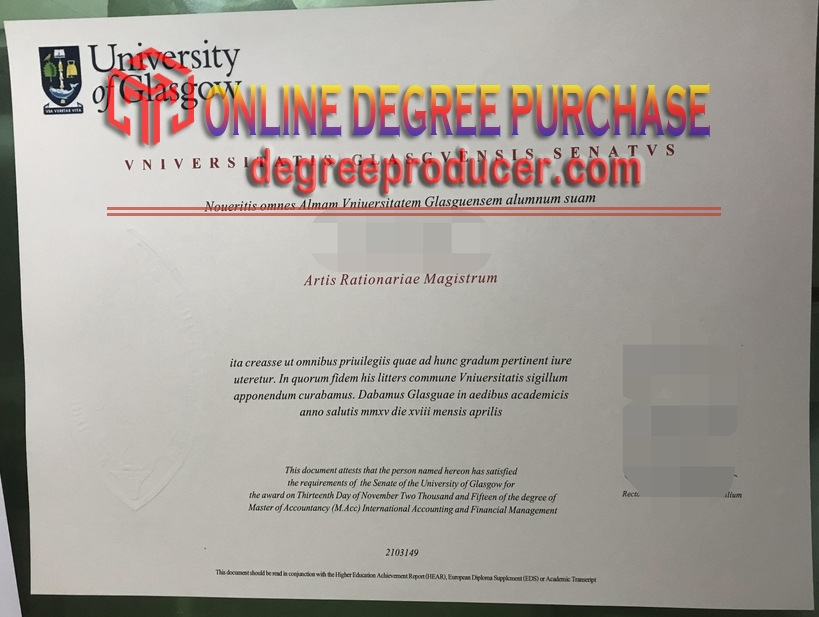 University
of Glasgow
VIA VERITAS VITA
ONLINE DEGREE PURCHASE
VNIVERSITATIS GLASGVENSIS SENATVS
degreeproducer.com
Noueritis omnes Almam Vniuersitatem Glasguensem alumnum suam
Artis Rationariae Magistrum
ita creasse ut omnibus priuilegiis quae ad hunc gradum pertinent iure
uteretur. In quorum fidem his litters commune Vniuersitatis sigillum
apponendum curabamus. Dabamus Glasguae in aedibus academicis
anno salutis mmxv die xviii mensis aprilis
This document attests that the person named hereon has satisfied
the requirements of the Senate of the University of Glasgow for
the award on Thirteenth Day of November Two Thousand and Fifteen of the degree of
Master of Accountancy (M.Acc) International Accounting and Financial Management
2103149
This document should be read in conjunction with the Higher Education Achievement Report (HEAR), European Diploma Supplement (EDS) or Academic Transcript